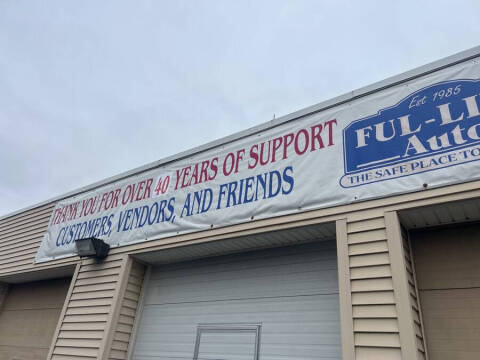 THANK YOU FOR OVER 40 YEARS OF SUPPORT
CUSTOMERS, VENDORS, AND FRIENDS
Est 1985
FUL-LI
Auto
THE SAFE PLACE TO